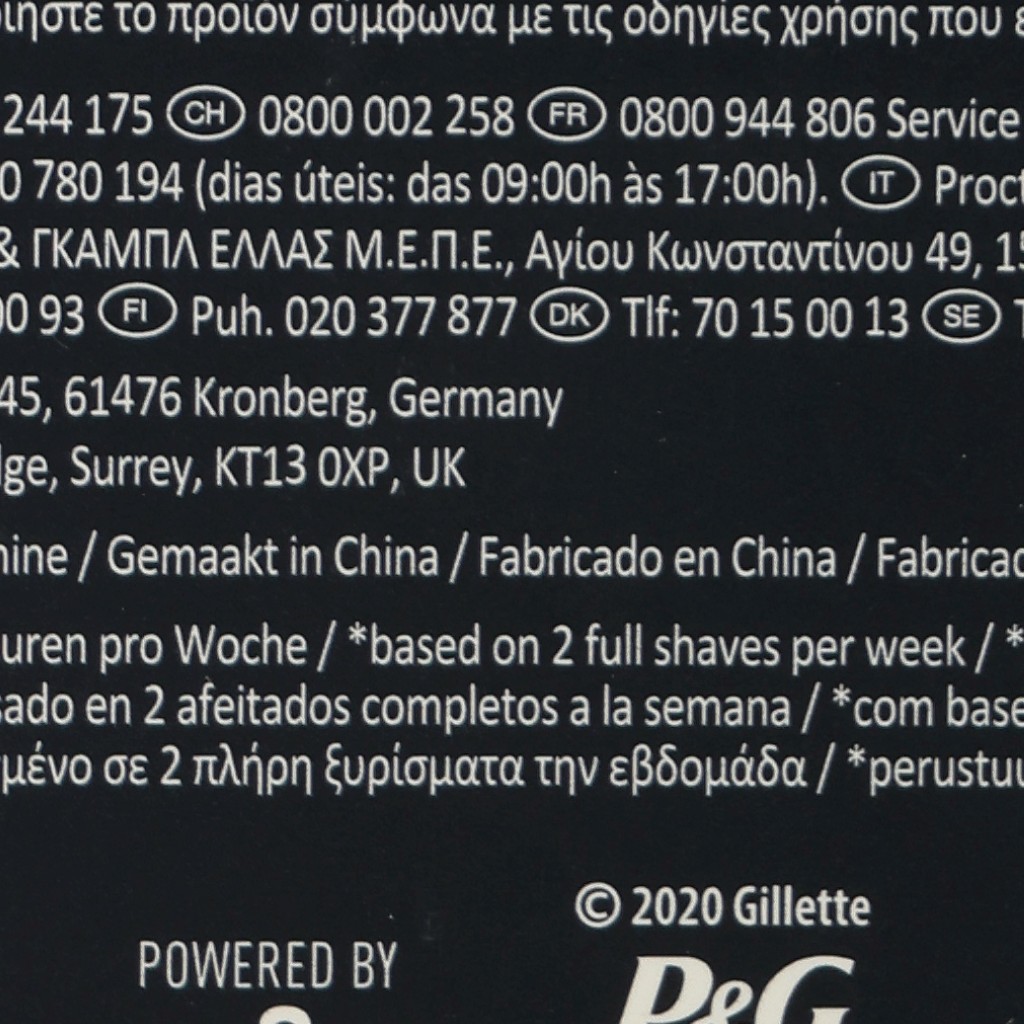 το προϊόν σύμφωνα με τις οδηγίες χρήσης που
244 175 CH 0800 002 258 FR 0800 944 806 Service
0 780 194 (dias úteis: das 09:00h às 17:00h). IT Proct
& ΓΚΑΜΠΛ ΕΛΛΑΣ Μ.Ε.Π.Ε., Αγίου Κωνσταντίνου 49, 15
00 93 FI Puh. 020 377 877 DK Tlf: 70 15 00 13 SE T
45, 61476 Kronberg, Germany
dge, Surrey, KT13 0XP, UK
hine / Gemaakt in China / Fabricado en China / Fabricad
uren pro Woche / *based on 2 full shaves per week / *
sado en 2 afeitados completos a la semana / *com base
μένο σε 2 πλήρη ξυρίσματα την εβδομάδα / *perustuu
© 2020 Gillette
POWERED BY
P&G